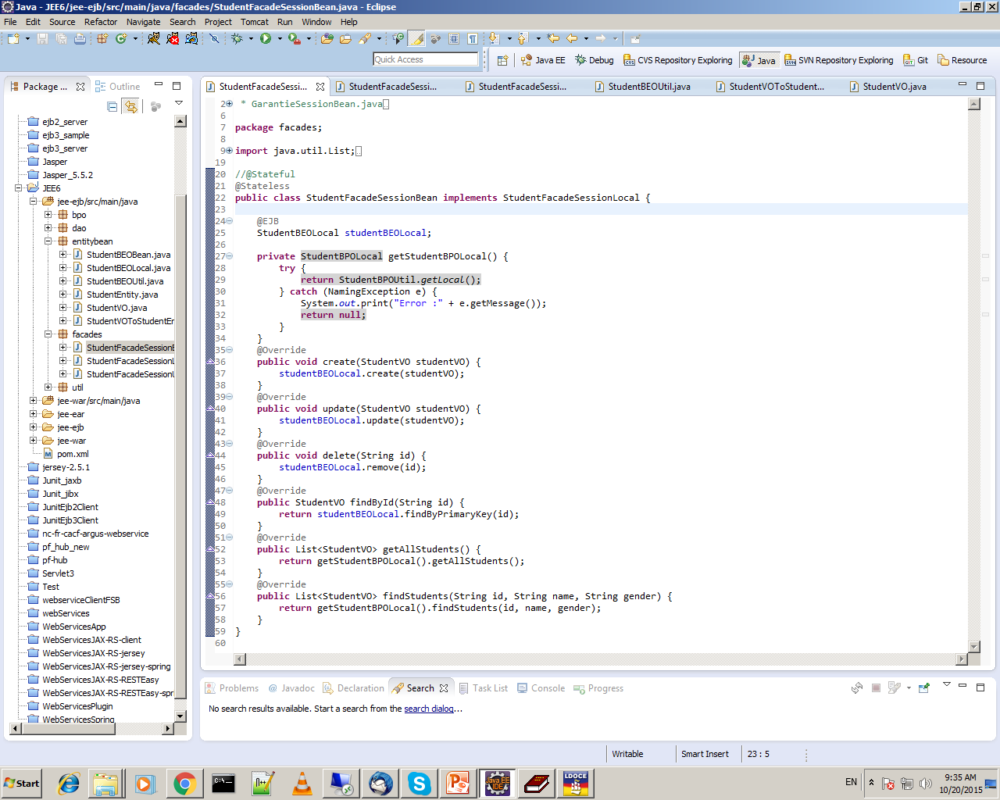 Java - JEE6/jee-ejb/src/main/java/facades/StudentFacadeSessionBean.java - Eclipse
File Edit Source Refactor Navigate Search Project Tomcat Run Window Help
Quick Access
Java EE Debug CVS Repository Exploring Java SVN Repository Exploring Git Resource
Package ... Outline
ejb2_server
ejb3_sample
ejb3_server
Jasper
Jasper_5.5.2
JEE6
jee-ejb/src/main/java
bpo
dao
entitybean
StudentBEOBean.java
StudentBEOLocal.java
StudentBEOUtil.java
StudentEntity.java
StudentVO.java
StudentVOToStudentEn
facades
StudentFacadeSessionB
StudentFacadeSessionL
StudentFacadeSessionU
util
jee-war/src/main/java
jee-ear
jee-ejb
jee-war
pom.xml
jersey-2.5.1
Junit_jaxb
Junit_jibx
JunitEjb2Client
JunitEjb3Client
nc-fr-cacf-argus-webservice
pf_hub_new
pf-hub
Servlet3
Test
webserviceClientFSB
webServices
WebServicesApp
WebServicesJAX-RS-client
WebServicesJAX-RS-jersey
WebServicesJAX-RS-jersey-spring
WebServicesJAX-RS-RESTEasy
WebServicesJAX-RS-RESTEasy-spr
WebServicesPlugin
WebServicesSpring
StudentFacadeSessi... StudentFacadeSessi... StudentFacadeSessi... StudentBEOUtil.java StudentVOToStudent... StudentVO.java
2 * GarantieSessionBean.java
6
7 package facades;
8
9 import java.util.List;
19
20 //@Stateful
21 @Stateless
22 public class StudentFacadeSessionBean implements StudentFacadeSessionLocal {
23
24 @EJB
25 StudentBEOLocal studentBEOLocal;
26
27 private StudentBPOLocal getStudentBPOLocal() {
28 try {
29 return StudentBPOUtil.getLocal();
30 } catch (NamingException e) {
31 System.out.print("Error :" + e.getMessage());
32 return null;
33 }
34 }
35 @Override
36 public void create(StudentVO studentVO) {
37 studentBEOLocal.create(studentVO);
38 }
39 @Override
40 public void update(StudentVO studentVO) {
41 studentBEOLocal.update(studentVO);
42 }
43 @Override
44 public void delete(String id) {
45 studentBEOLocal.remove(id);
46 }
47 @Override
48 public StudentVO findById(String id) {
49 return studentBEOLocal.findByPrimaryKey(id);
50 }
51 @Override
52 public List<StudentVO> getAllStudents() {
53 return getStudentBPOLocal().getAllStudents();
54 }
55 @Override
56 public List<StudentVO> findStudents(String id, String name, String gender) {
57 return getStudentBPOLocal().findStudents(id, name, gender);
58 }
59 }
60
Problems Javadoc Declaration Search Task List Console Progress
No search results available. Start a search from the search dialog...
Writable Smart Insert 23 : 5
Start EN 9:35 AM
10/20/2015
Java EE
IDE
LDOCE